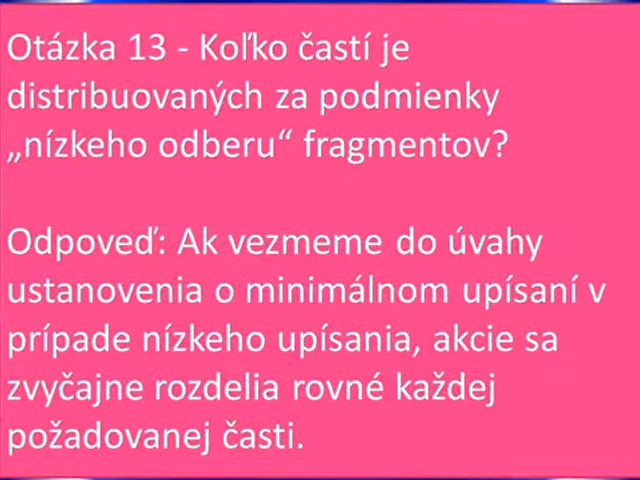 Otázka 13 - Koľko častí je
distribuovaných za podmienky
„nízkeho odberu“ fragmentov?
Odpoveď: Ak vezmeme do úvahy
ustanovenia o minimálnom upísaní v
prípade nízkeho upísania, akcie sa
zvyčajne rozdelia rovné každej
požadovanej časti.